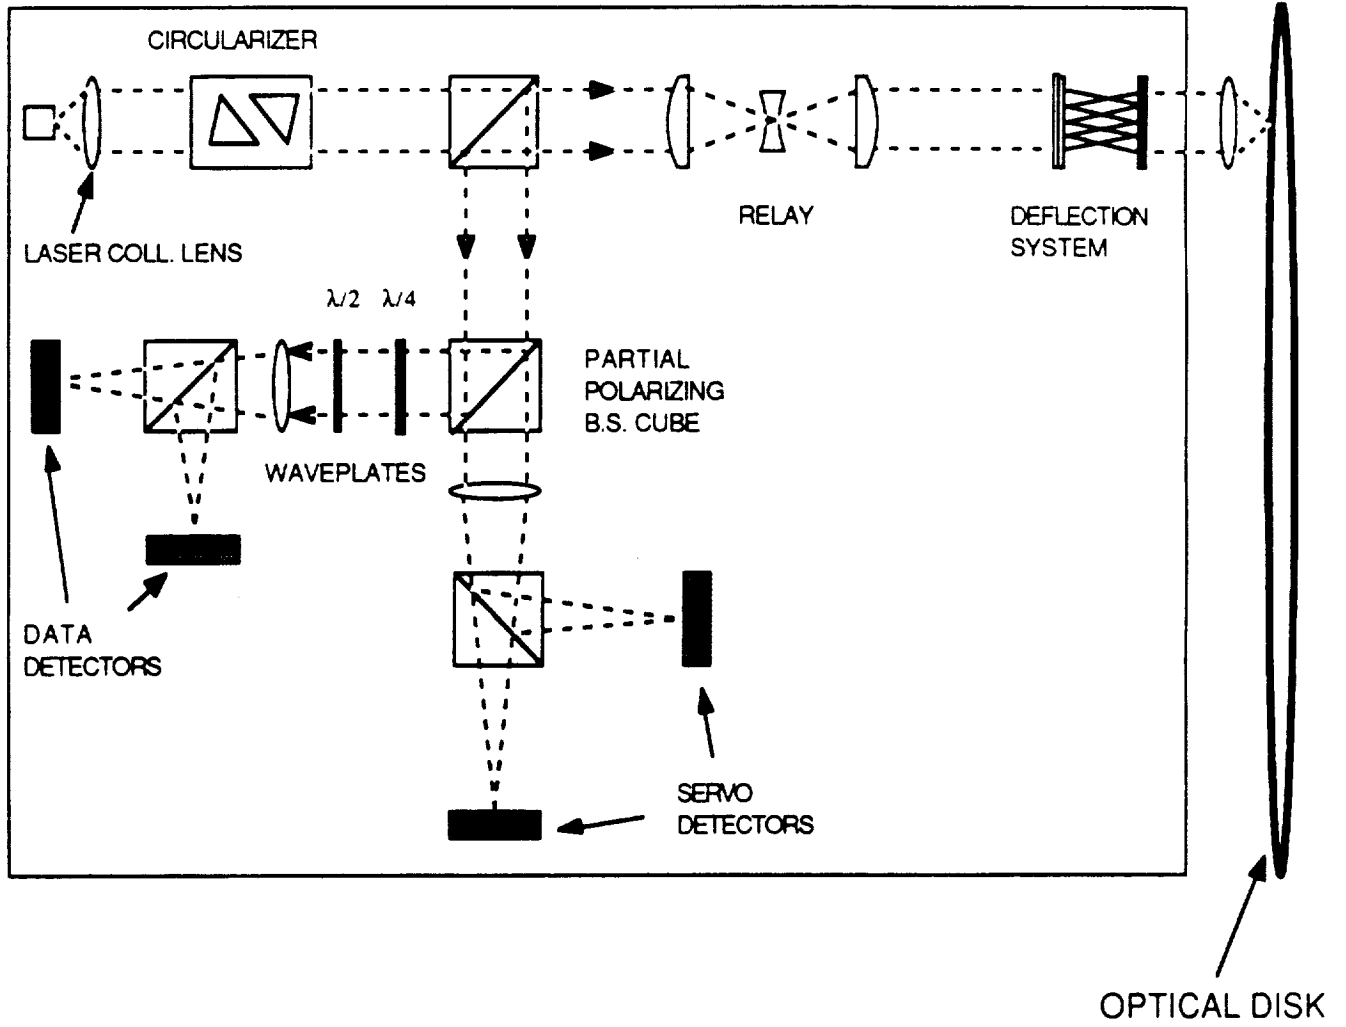 CIRCULARIZER
LASER COLL. LENS
RELAY
DEFLECTION
SYSTEM
λ/2 λ/4
PARTIAL
POLARIZING
B.S. CUBE
WAVEPLATES
DATA
DETECTORS
SERVO
DETECTORS
OPTICAL DISK